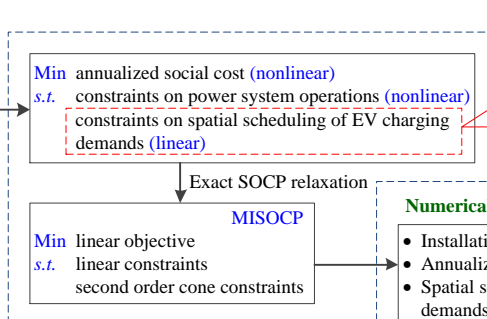 Min annualized social cost (nonlinear)
s.t. constraints on power system operations (nonlinear)
constraints on spatial scheduling of EV charging
demands (linear)
Exact SOCP relaxation
MISOCP
Min linear objective
s.t. linear constraints
second order cone constraints
Numerica
• Installati
• Annualiz
• Spatial s
demands